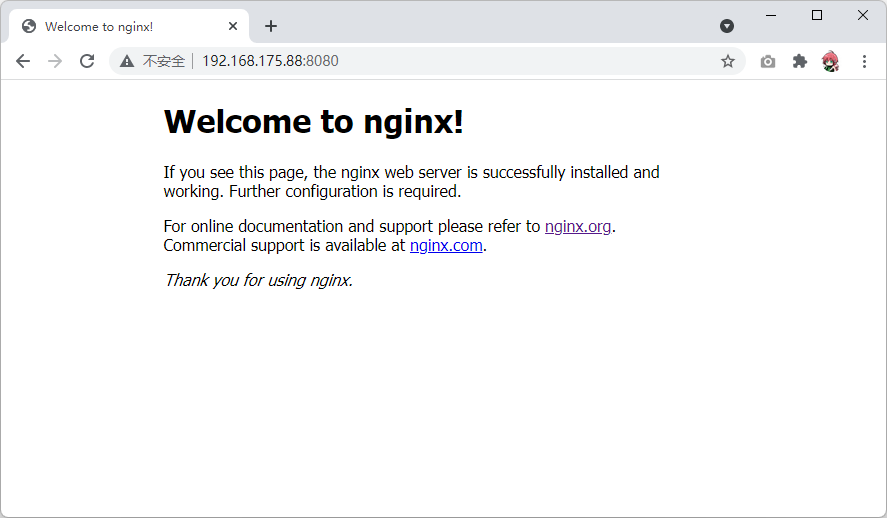 Welcome to nginx!
不安全 192.168.175.88:8080
Welcome to nginx!
If you see this page, the nginx web server is successfully installed and
working. Further configuration is required.
For online documentation and support please refer to nginx.org.
Commercial support is available at nginx.com.
Thank you for using nginx.